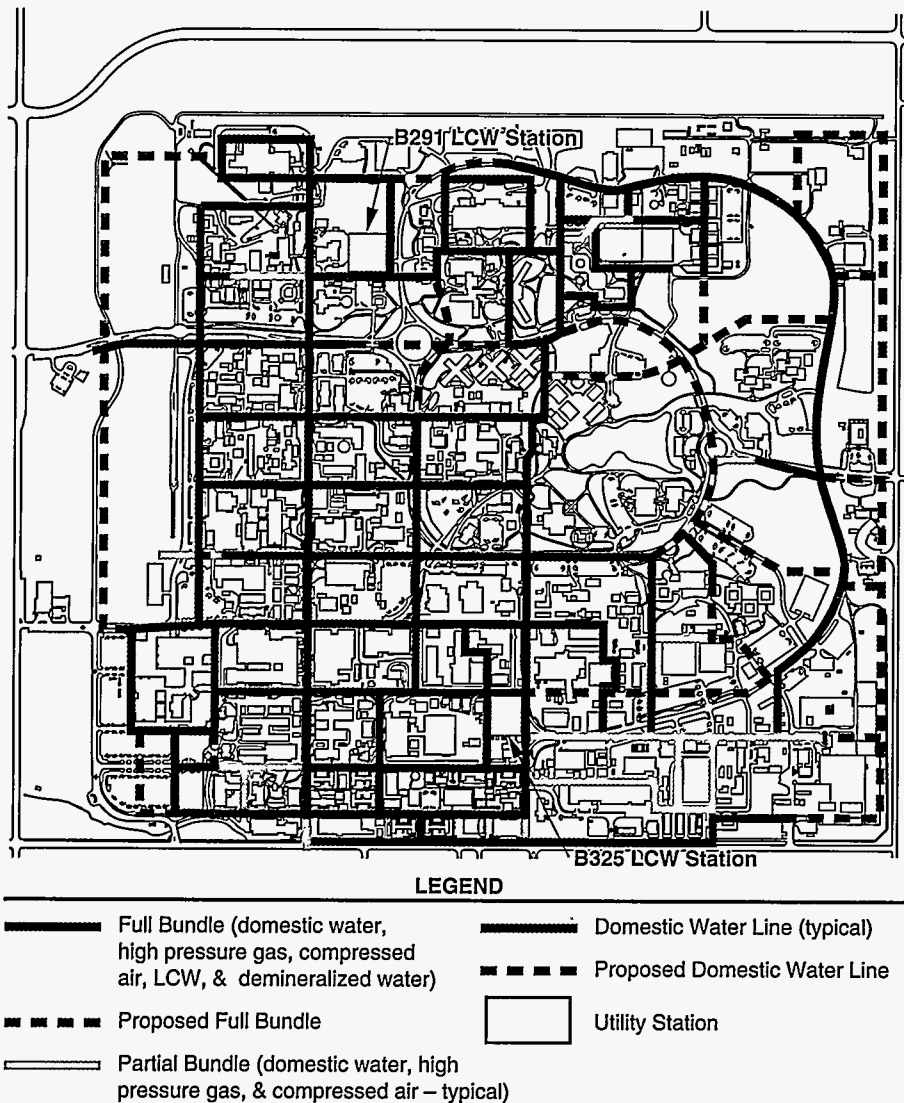 B291 LCW Station
B325 LCW Station
LEGEND
Full Bundle (domestic water,
high pressure gas, compressed
air, LCW, & demineralized water)
Proposed Full Bundle
Partial Bundle (domestic water, high
pressure gas, & compressed air – typical)
Domestic Water Line (typical)
Proposed Domestic Water Line
Utility Station